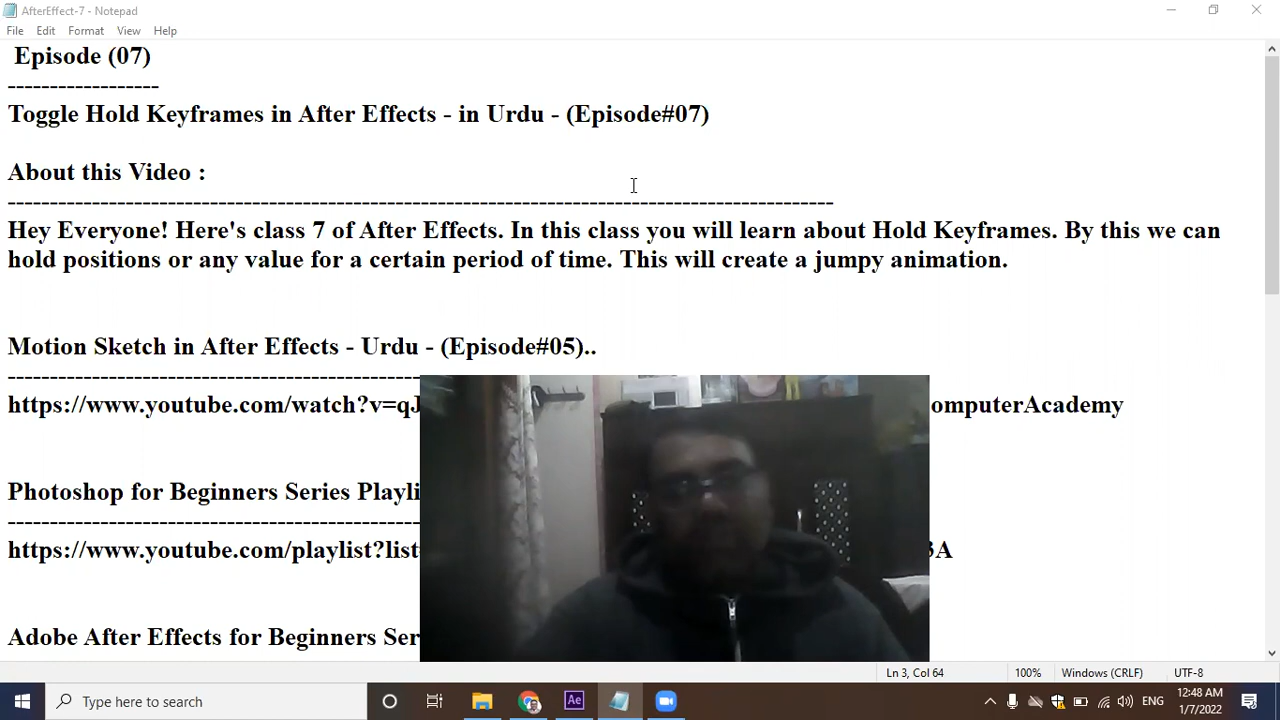 AfterEffect-7 - Notepad
File Edit Format View Help
Episode (07)
------------------
Toggle Hold Keyframes in After Effects - in Urdu - (Episode#07)
About this Video :
----------------------------------------------------------------------------------------------------
Hey Everyone! Here's class 7 of After Effects. In this class you will learn about Hold Keyframes. By this we can
hold positions or any value for a certain period of time. This will create a jumpy animation.
Motion Sketch in After Effects - Urdu - (Episode#05)..
--------------------------------------------------
https://www.youtube.com/watch?v=qJ omputerAcademy
Photoshop for Beginners Series Playli
--------------------------------------------------
https://www.youtube.com/playlist?list 3A
Adobe After Effects for Beginners Ser
Ln 3, Col 64 100% Windows (CRLF) UTF-8
Type here to search
Ae
ENG
12:48 AM
1/7/2022